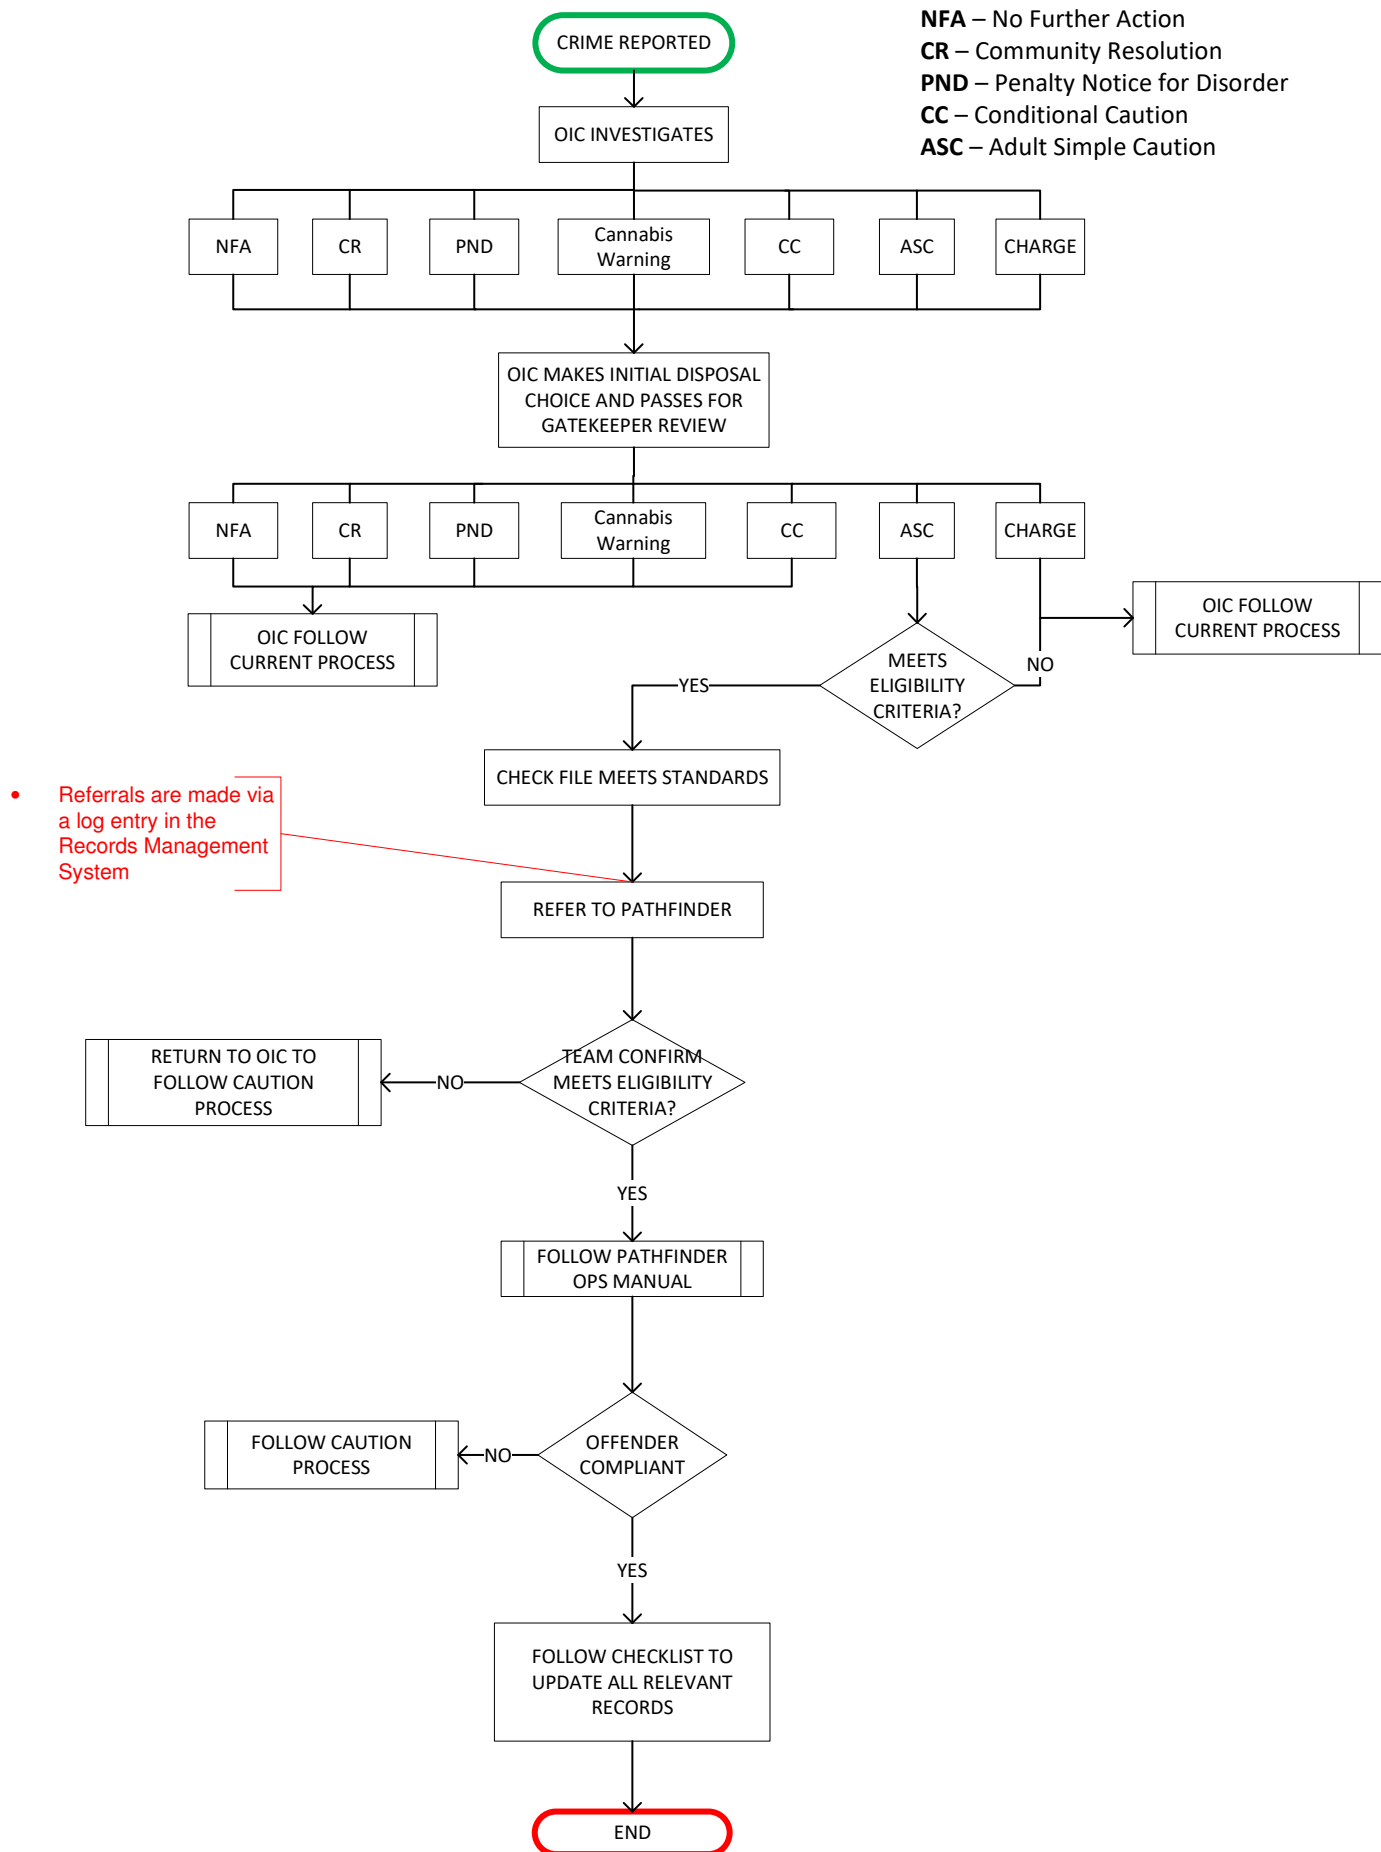 CRIME REPORTED
NFA – No Further Action
CR – Community Resolution
PND – Penalty Notice for Disorder
CC – Conditional Caution
ASC – Adult Simple Caution
OIC INVESTIGATES
NFA
CR
PND
Cannabis
Warning
CC
ASC
CHARGE
OIC MAKES INITIAL DISPOSAL
CHOICE AND PASSES FOR
GATEKEEPER REVIEW
NFA
CR
PND
Cannabis
Warning
CC
ASC
CHARGE
OIC FOLLOW
CURRENT PROCESS
OIC FOLLOW
CURRENT PROCESS
MEETS
ELIGIBILITY
CRITERIA?
NO
YES
CHECK FILE MEETS STANDARDS
• Referrals are made via
a log entry in the
Records Management
System
REFER TO PATHFINDER
TEAM CONFIRM
MEETS ELIGIBILITY
CRITERIA?
NO
RETURN TO OIC TO
FOLLOW CAUTION
PROCESS
YES
FOLLOW PATHFINDER
OPS MANUAL
OFFENDER
COMPLIANT
NO
FOLLOW CAUTION
PROCESS
YES
FOLLOW CHECKLIST TO
UPDATE ALL RELEVANT
RECORDS
END